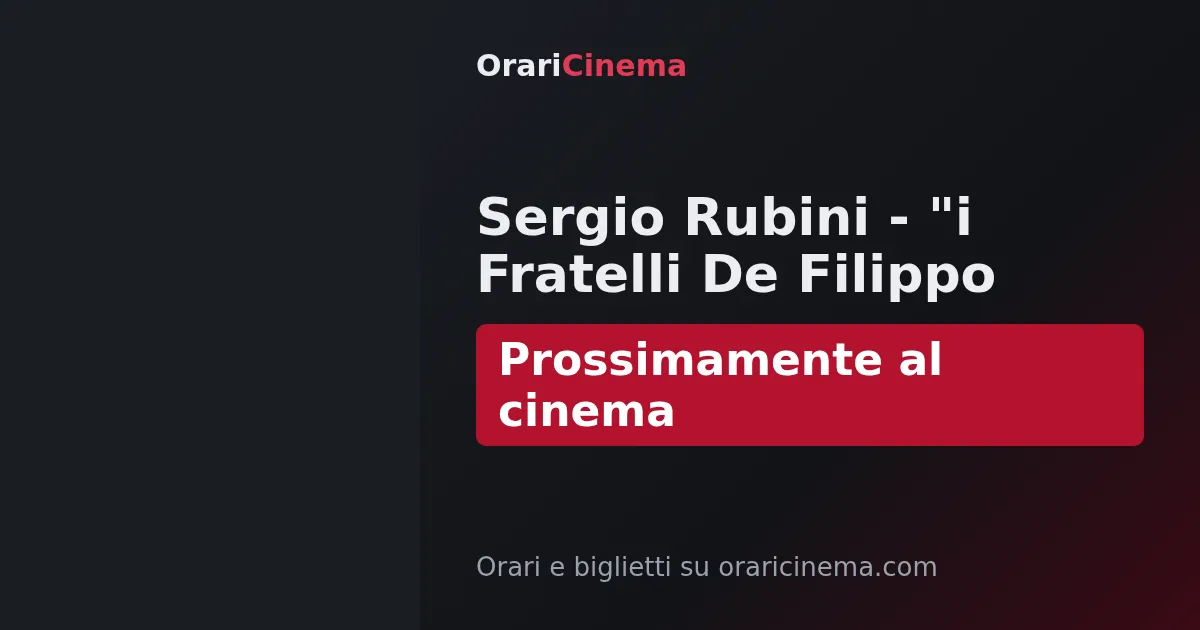 OrariCinema
Sergio Rubini - "i
Fratelli De Filippo
Prossimamente al
cinema
Orari e biglietti su oraricinema.com